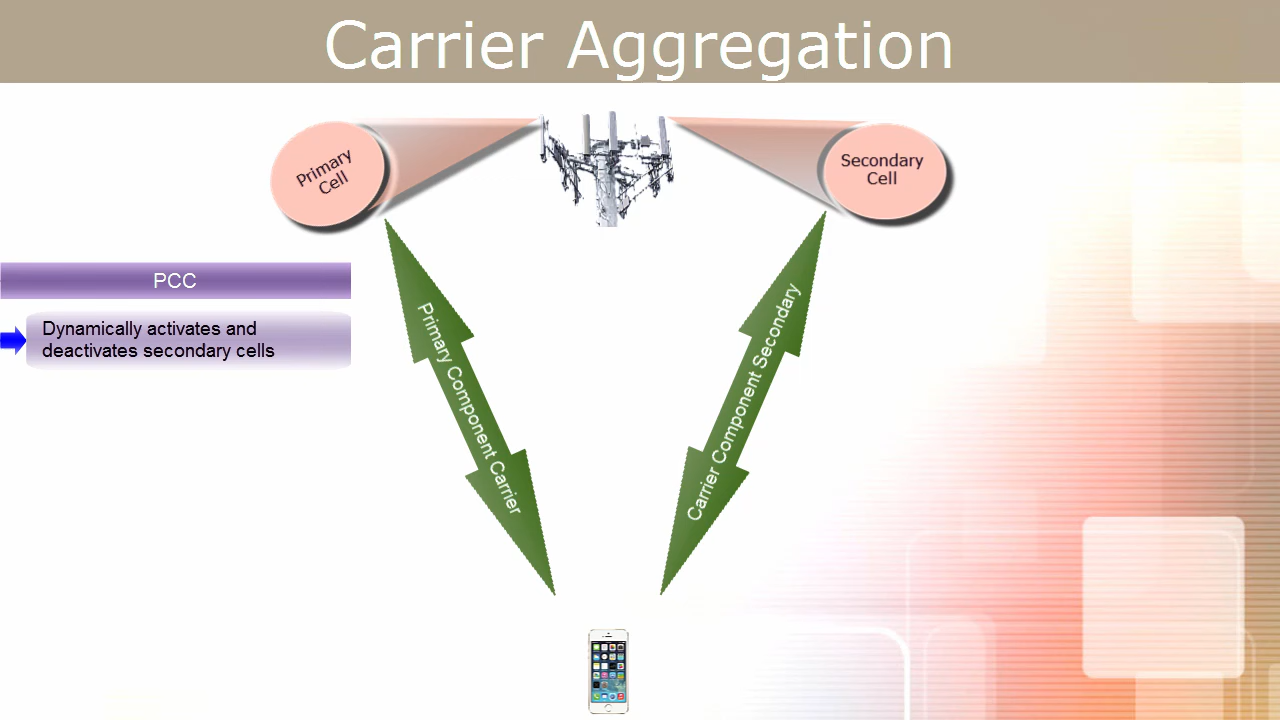 Carrier Aggregation
Primary
Cell
Secondary
Cell
PCC
Dynamically activates and
deactivates secondary cells
Primary Component Carrier
Carrier Component Secondary